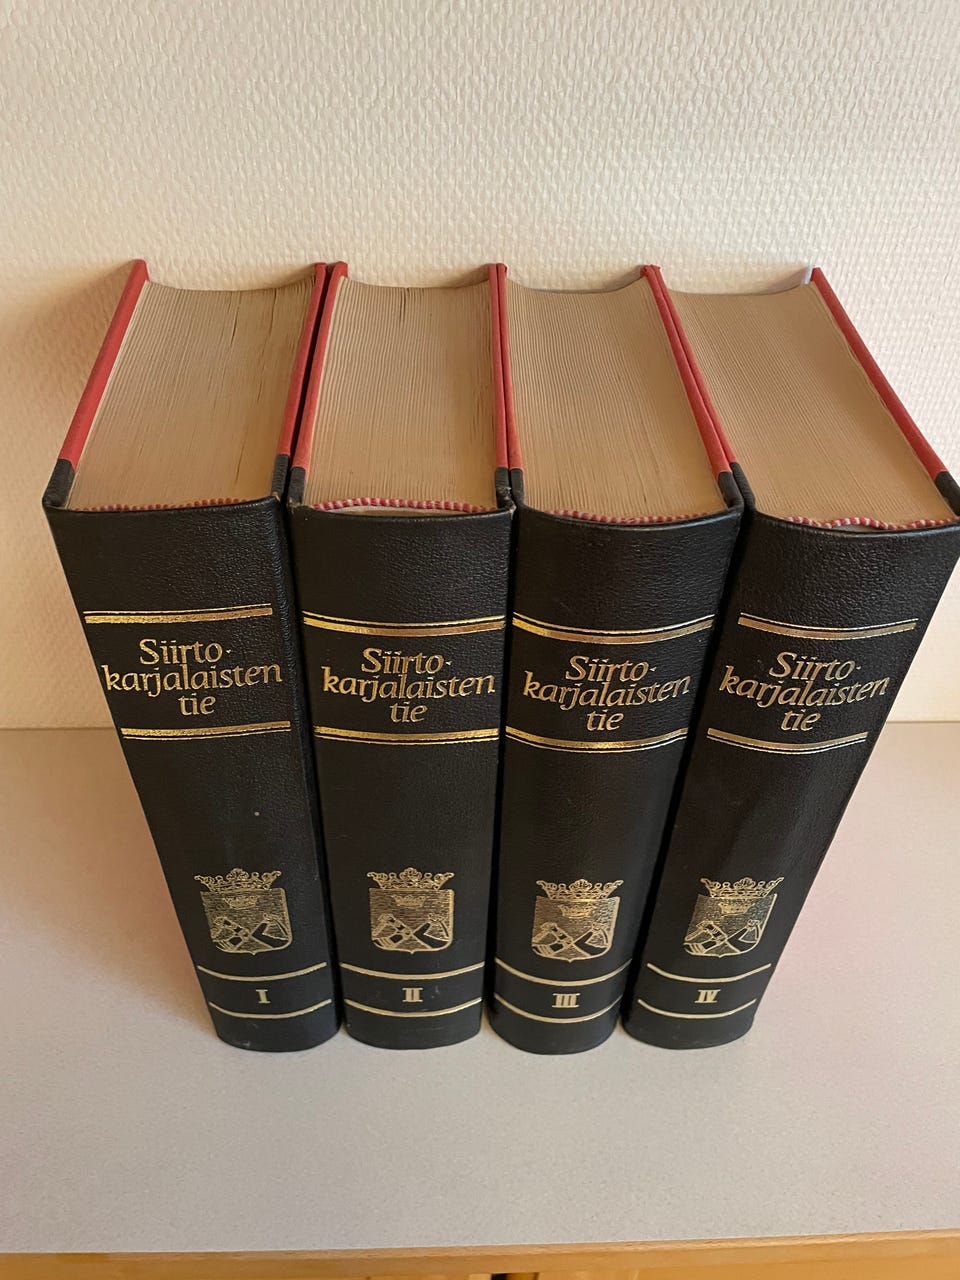 Siirto-
karjalaisten
tie
I
Siirto-
karjalaisten
tie
II
Siirto-
karjalaisten
tie
III
Siirto-
karjalaisten
tie
IV